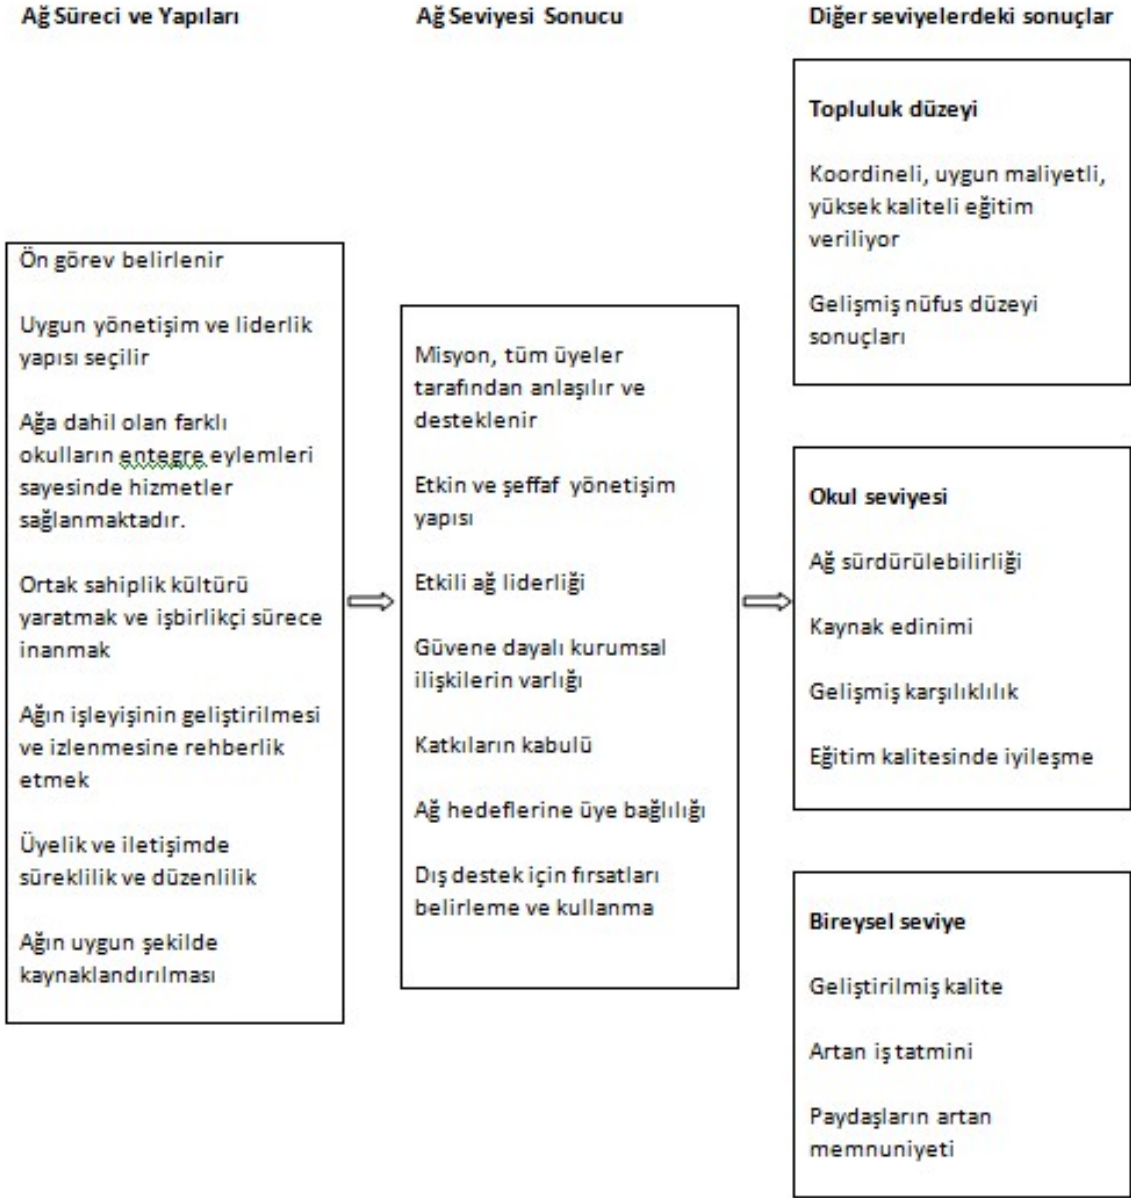 Ağ Süreci ve Yapıları
Ön görev belirlenir
Uygun yönetişim ve liderlik
yapısı seçilir
Ağa dahil olan farklı
okulların entegre eylemleri
sayesinde hizmetler
sağlanmaktadır.
Ortak sahiplik kültürü
yaratmak ve işbirlikçi sürece
inanmak
Ağın işleyişinin geliştirilmesi
ve izlenmesine rehberlik
etmek
Üyelik ve iletişimde
süreklilik ve düzenlilik
Ağın uygun şekilde
kaynaklandırılması
Ağ Seviyesi Sonucu
Misyon, tüm üyeler
tarafından anlaşılır ve
desteklenir
Etkin ve şeffaf yönetişim
yapısı
Etkili ağ liderliği
Güvene dayalı kurumsal
ilişkilerin varlığı
Katkıların kabulü
Ağ hedeflerine üye bağlılığı
Dış destek için fırsatları
belirleme ve kullanma
Diğer seviyelerdeki sonuçlar
Topluluk düzeyi
Koordineli, uygun maliyetli,
yüksek kaliteli eğitim
veriliyor
Gelişmiş nüfus düzeyi
sonuçları
Okul seviyesi
Ağ sürdürülebilirliği
Kaynak edinimi
Gelişmiş karşılıklılık
Eğitim kalitesinde iyileşme
Bireysel seviye
Geliştirilmiş kalite
Artan iş tatmini
Paydaşların artan
memnuniyeti